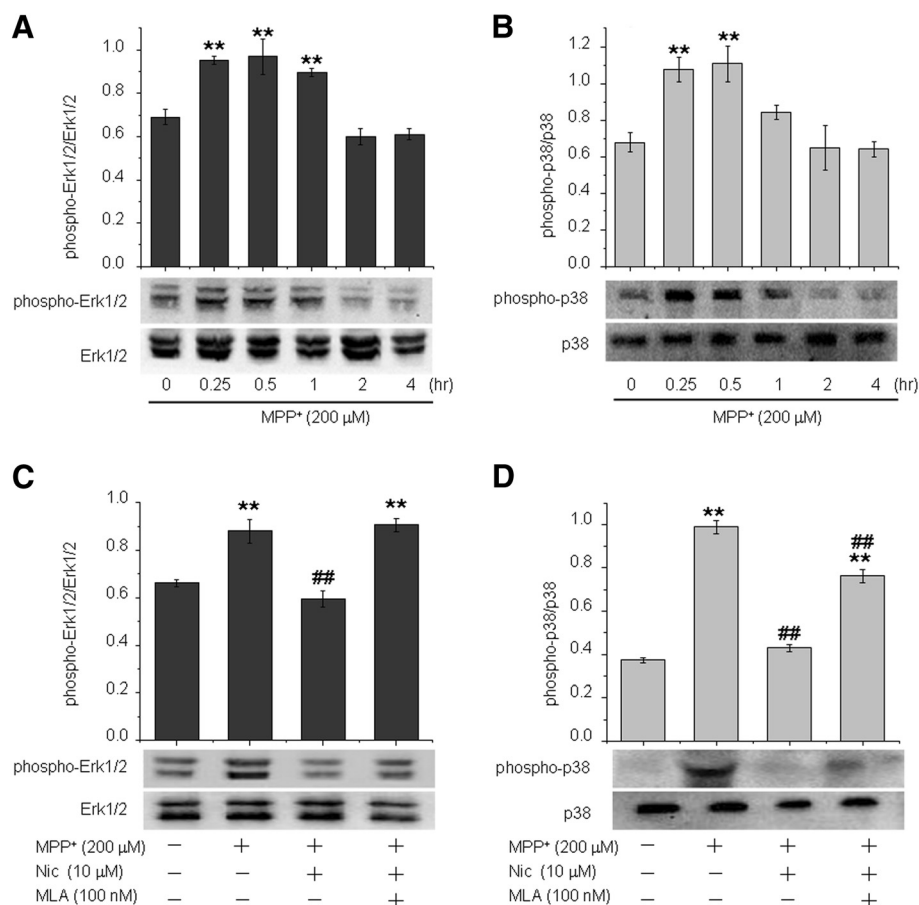 A
phospho-Erk1/2/Erk1/2
1.0
0.8
0.6
0.4
0.2
0.0
** ** **
phospho-Erk1/2
Erk1/2
0 0.25 0.5 1 2 4 (hr)
MPP⁺ (200 µM)
B
phospho-p38/p38
1.2
1.0
0.8
0.6
0.4
0.2
0.0
** **
phospho-p38
p38
0 0.25 0.5 1 2 4 (hr)
MPP⁺ (200 µM)
C
phospho-Erk1/2/Erk1/2
1.0
0.8
0.6
0.4
0.2
0.0
** ## **
phospho-Erk1/2
Erk1/2
MPP⁺ (200 µM) − + + +
Nic (10 µM) − − + +
MLA (100 nM) − − − +
D
phospho-p38/p38
1.0
0.8
0.6
0.4
0.2
0.0
** ## ##
**
phospho-p38
p38
MPP⁺ (200 µM) − + + +
Nic (10 µM) − − + +
MLA (100 nM) − − − +